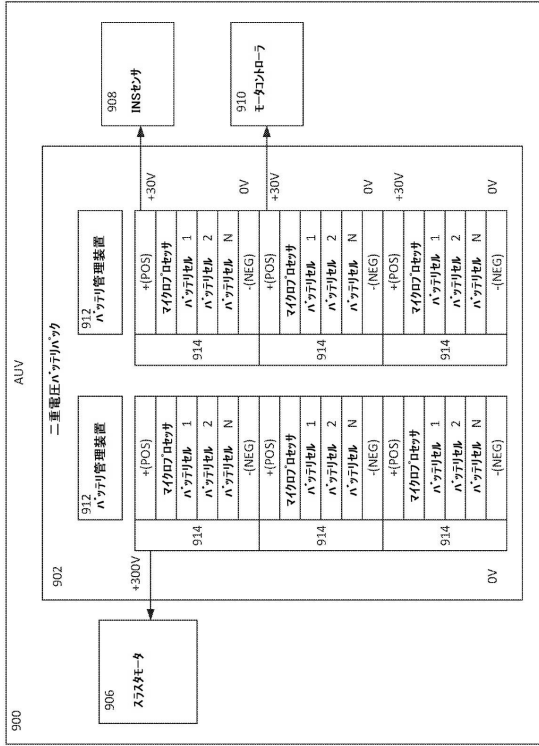 900
AUV
902
二重電圧バッテリパック
906
スラスタモータ
+300V
0V
912
バッテリ管理装置
914
+(POS)
マイクロプロセッサ
バッテリセル 1
バッテリセル 2
バッテリセル N
-(NEG)
914
+(POS)
マイクロプロセッサ
バッテリセル 1
バッテリセル 2
バッテリセル N
-(NEG)
914
+(POS)
マイクロプロセッサ
バッテリセル 1
バッテリセル 2
バッテリセル N
-(NEG)
912
バッテリ管理装置
914
+(POS)
マイクロプロセッサ
バッテリセル 1
バッテリセル 2
バッテリセル N
-(NEG)
914
+(POS)
マイクロプロセッサ
バッテリセル 1
バッテリセル 2
バッテリセル N
-(NEG)
914
+(POS)
マイクロプロセッサ
バッテリセル 1
バッテリセル 2
バッテリセル N
-(NEG)
+30V
0V
+30V
0V
+30V
0V
908
INSセンサ
910
モータコントローラ